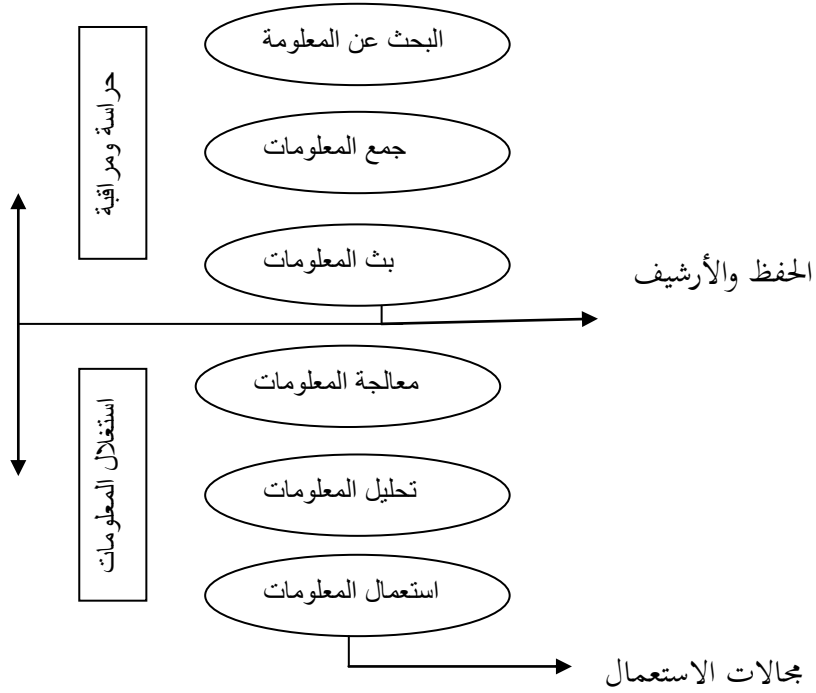 البحث عن المعلومة
حراسة ومراقبة
جمع المعلومات
بث المعلومات
الحفظ والأرشيف
معالجة المعلومات
استغلال المعلومات
تحليل المعلومات
استعمال المعلومات
مجالات الاستعمال